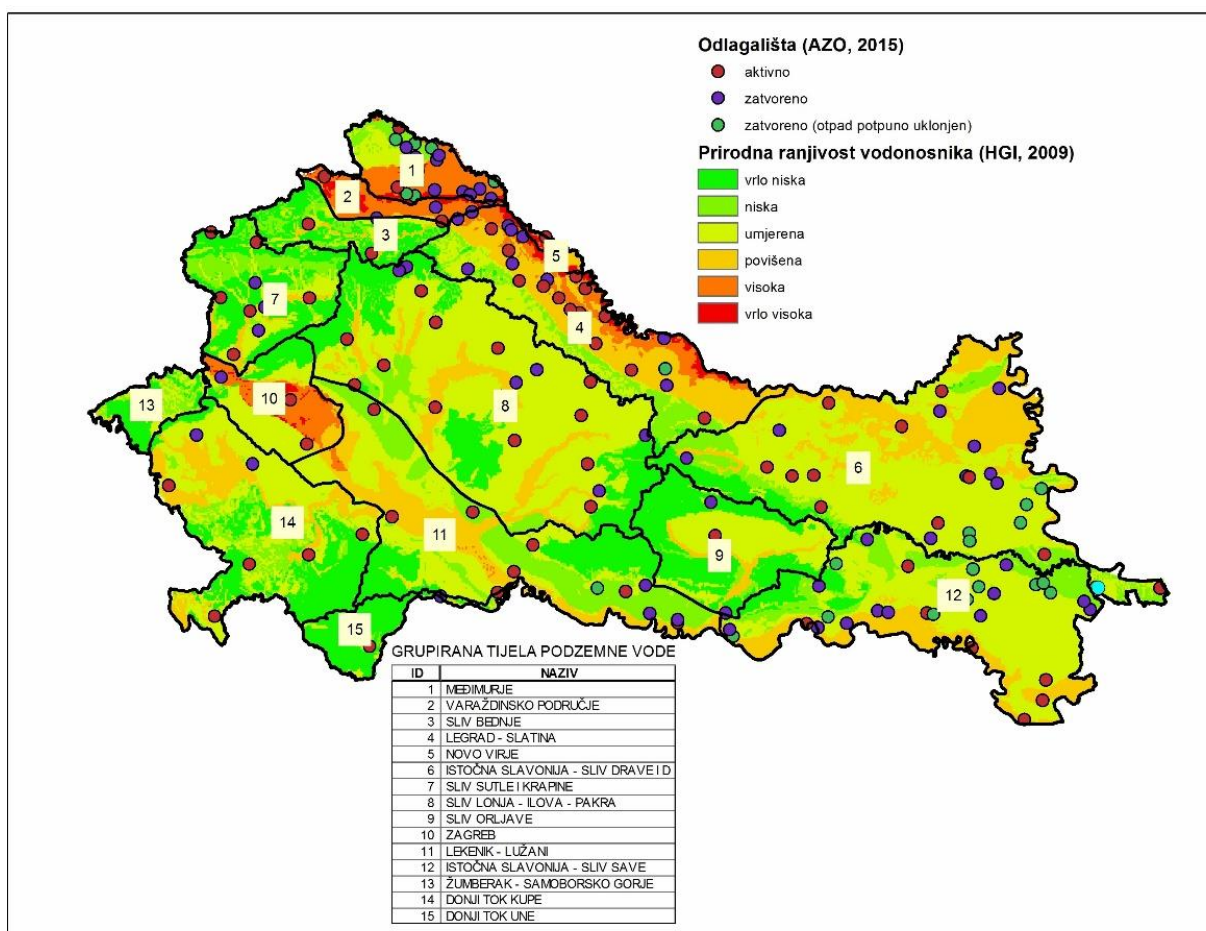 Odlagališta (AZO, 2015)
aktivno
zatvoreno
zatvoreno (otpad potpuno uklonjen)
Prirodna ranjivost vodonosnika (HGI, 2009)
vrlo niska
niska
umjerena
povišena
visoka
vrlo visoka
1
2
3
5
7
4
10
13
8
6
14
11
9
12
15
GRUPIRANA TIJELA PODZEMNE VODE
ID NAZIV
1 MEĐIMURJE
2 VARAŽDINSKO PODRUČJE
3 SLIV BEDNJE
4 LEGRAD - SLATINA
5 NOVO VIRJE
6 ISTOČNA SLAVONIJA - SLIV DRAVE I D
7 SLIV SUTLE I KRAPINE
8 SLIV LONJA - ILOVA - PAKRA
9 SLIV ORLJAVE
10 ZAGREB
11 LEKENIK - LUŽANI
12 ISTOČNA SLAVONIJA - SLIV SAVE
13 ŽUMBERAK - SAMOBORSKO GORJE
14 DONJI TOK KUPE
15 DONJI TOK UNE